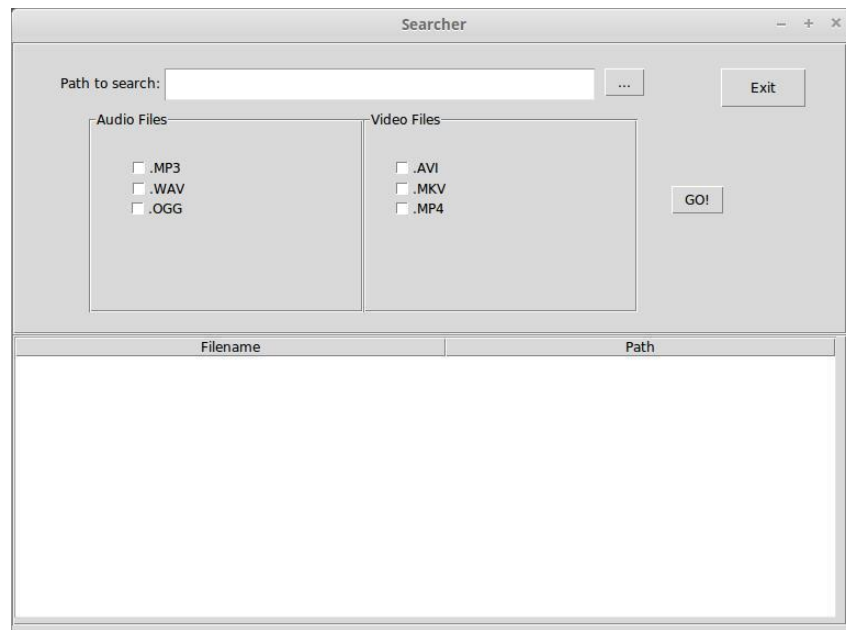 Searcher
Path to search: ... Exit
Audio Files
.MP3
.WAV
.OGG
Video Files
.AVI
.MKV
.MP4
GO!
Filename Path